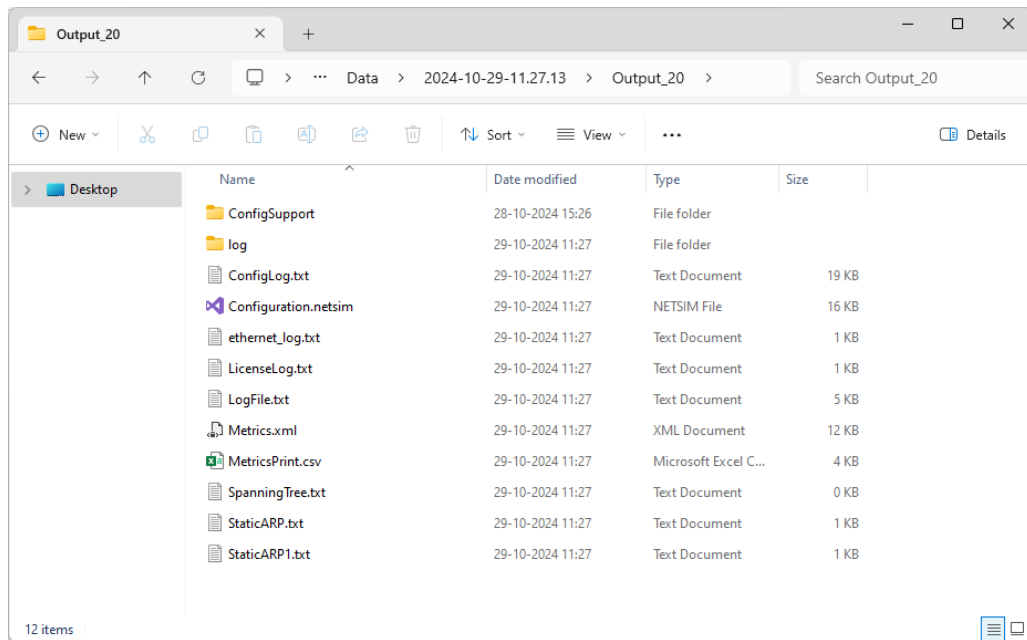 Output_20
Data > 2024-10-29-11.27.13 > Output_20 >
Search Output_20
New
Sort
View
Details
Desktop
Name Date modified Type Size
ConfigSupport 28-10-2024 15:26 File folder
log 29-10-2024 11:27 File folder
ConfigLog.txt 29-10-2024 11:27 Text Document 19 KB
Configuration.netsim 29-10-2024 11:27 NETSIM File 16 KB
ethernet_log.txt 29-10-2024 11:27 Text Document 1 KB
LicenseLog.txt 29-10-2024 11:27 Text Document 1 KB
LogFile.txt 29-10-2024 11:27 Text Document 5 KB
Metrics.xml 29-10-2024 11:27 XML Document 12 KB
MetricsPrint.csv 29-10-2024 11:27 Microsoft Excel C... 4 KB
SpanningTree.txt 29-10-2024 11:27 Text Document 0 KB
StaticARP.txt 29-10-2024 11:27 Text Document 1 KB
StaticARP1.txt 29-10-2024 11:27 Text Document 1 KB
12 items